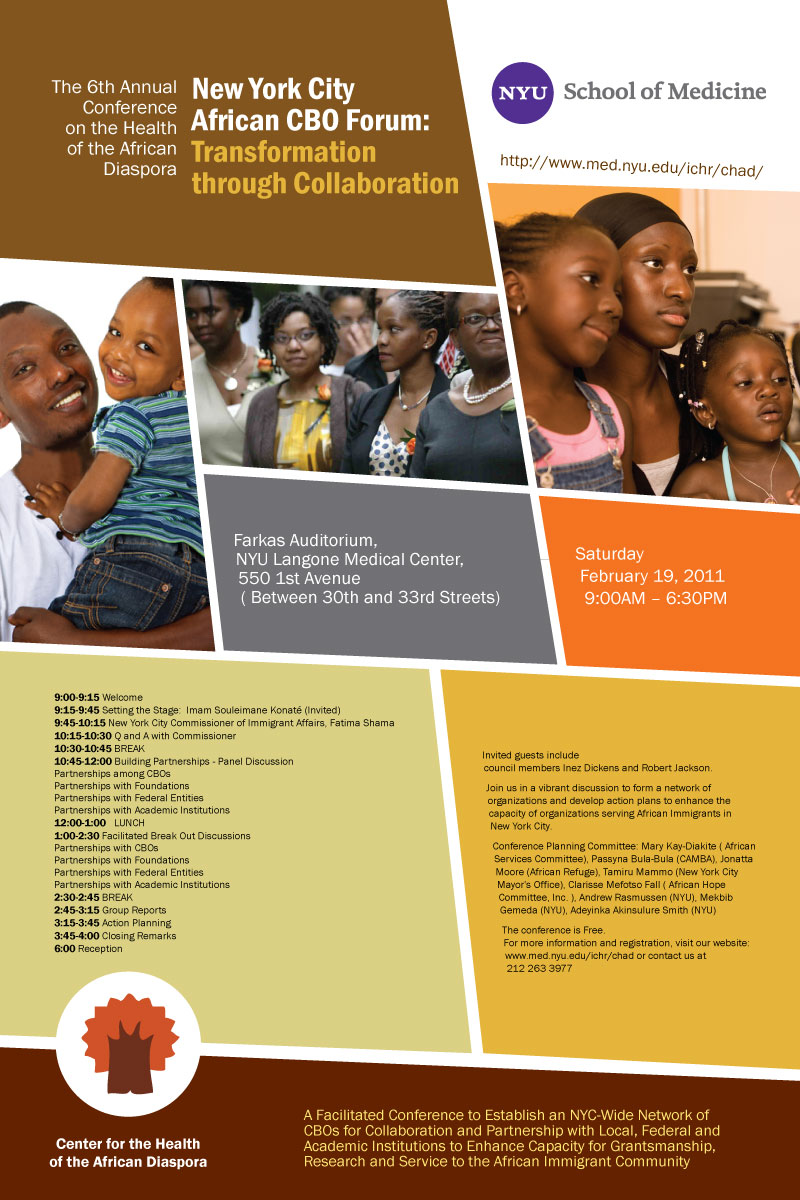 The 6th Annual
Conference
on the Health
of the African
Diaspora
New York City
African CBO Forum:
Transformation
through Collaboration
NYU School of Medicine
http://www.med.nyu.edu/ichr/chad/
Farkas Auditorium,
NYU Langone Medical Center,
550 1st Avenue
( Between 30th and 33rd Streets)
Saturday
February 19, 2011
9:00AM – 6:30PM
9:00-9:15 Welcome
9:15-9:45 Setting the Stage: Imam Souleimane Konaté (Invited)
9:45-10:15 New York City Commissioner of Immigrant Affairs, Fatima Shama
10:15-10:30 Q and A with Commissioner
10:30-10:45 BREAK
10:45-12:00 Building Partnerships - Panel Discussion
Partnerships among CBOs
Partnerships with Foundations
Partnerships with Federal Entities
Partnerships with Academic Institutions
12:00-1:00 LUNCH
1:00-2:30 Facilitated Break Out Discussions
Partnerships with CBOs
Partnerships with Foundations
Partnerships with Federal Entities
Partnerships with Academic Institutions
2:30-2:45 BREAK
2:45-3:15 Group Reports
3:15-3:45 Action Planning
3:45-4:00 Closing Remarks
6:00 Reception
Invited guests include
council members Inez Dickens and Robert Jackson.
Join us in a vibrant discussion to form a network of
organizations and develop action plans to enhance the
capacity of organizations serving African Immigrants in
New York City.
Conference Planning Committee: Mary Kay-Diakite ( African
Services Committee), Passyna Bula-Bula (CAMBA), Jonatta
Moore (African Refuge), Tamiru Mammo (New York City
Mayor's Office), Clarisse Mefotso Fall ( African Hope
Committee, Inc. ), Andrew Rasmussen (NYU), Mekbib
Gemeda (NYU), Adeyinka Akinsulure Smith (NYU)
The conference is Free.
For more information and registration, visit our website:
www.med.nyu.edu/ichr/chad or contact us at
212 263 3977
Center for the Health
of the African Diaspora
A Facilitated Conference to Establish an NYC-Wide Network of
CBOs for Collaboration and Partnership with Local, Federal and
Academic Institutions to Enhance Capacity for Grantsmanship,
Research and Service to the African Immigrant Community